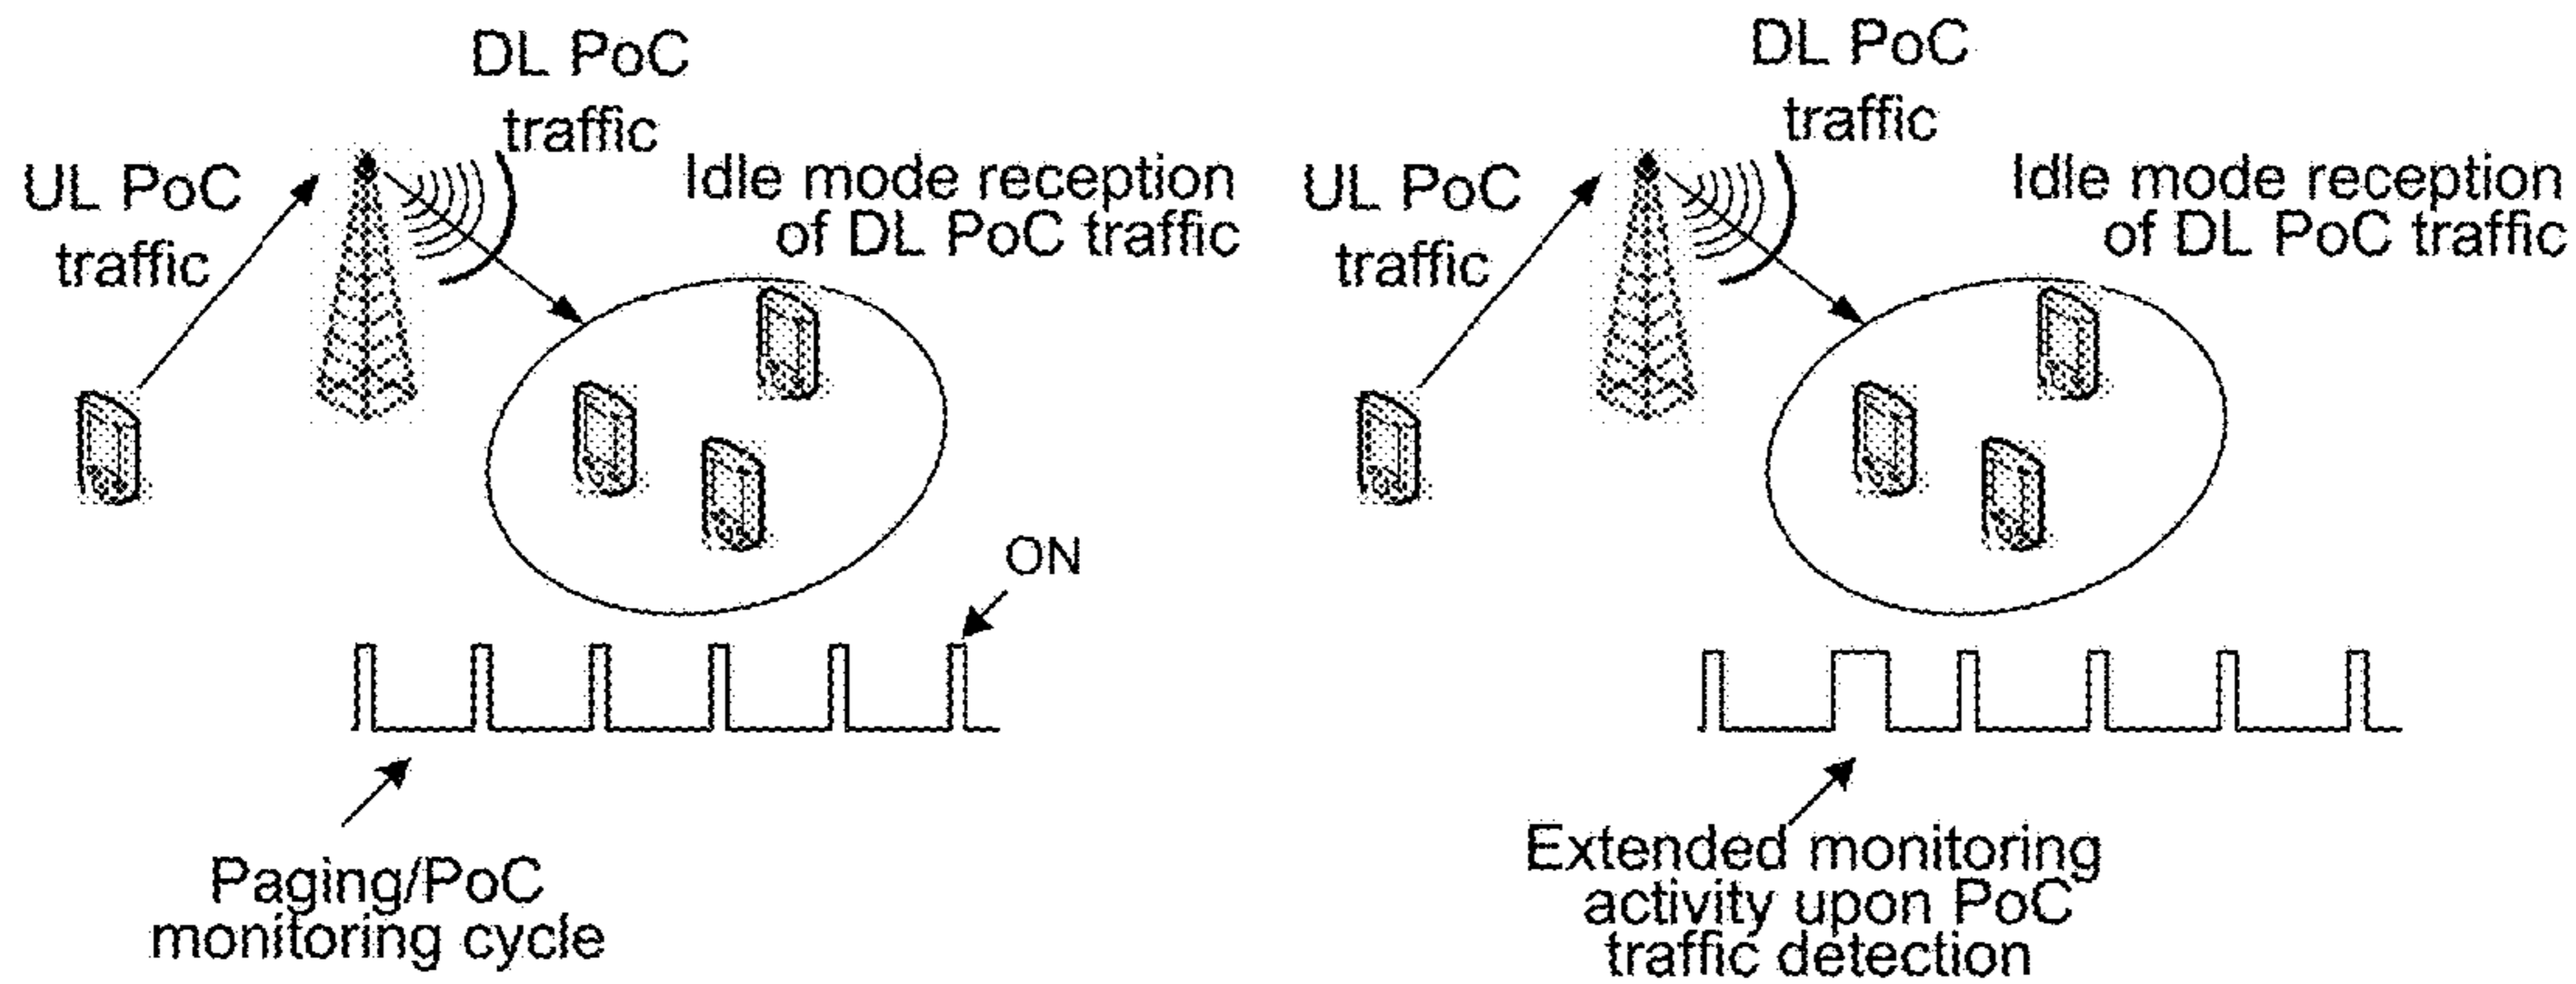 DL PoC
traffic
UL PoC
traffic
Idle mode reception
of DL PoC traffic
ON
Paging/PoC
monitoring cycle
DL PoC
traffic
UL PoC
traffic
Idle mode reception
of DL PoC traffic
Extended monitoring
activity upon PoC
traffic detection